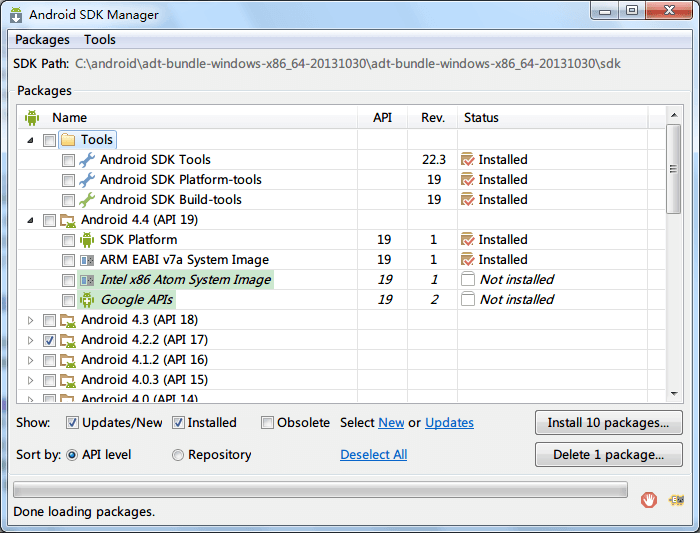 Android SDK Manager
Packages Tools
SDK Path: C:\android\adt-bundle-windows-x86_64-20131030\adt-bundle-windows-x86_64-20131030\sdk
Packages
Name API Rev. Status
Tools
Android SDK Tools 22.3 Installed
Android SDK Platform-tools 19 Installed
Android SDK Build-tools 19 Installed
Android 4.4 (API 19)
SDK Platform 19 1 Installed
ARM EABI v7a System Image 19 1 Installed
Intel x86 Atom System Image 19 1 Not installed
Google APIs 19 2 Not installed
Android 4.3 (API 18)
Android 4.2.2 (API 17)
Android 4.1.2 (API 16)
Android 4.0.3 (API 15)
Android 4.0 (API 14)
Show: Updates/New Installed Obsolete Select New or Updates Install 10 packages...
Sort by: API level Repository Deselect All Delete 1 package...
Done loading packages.